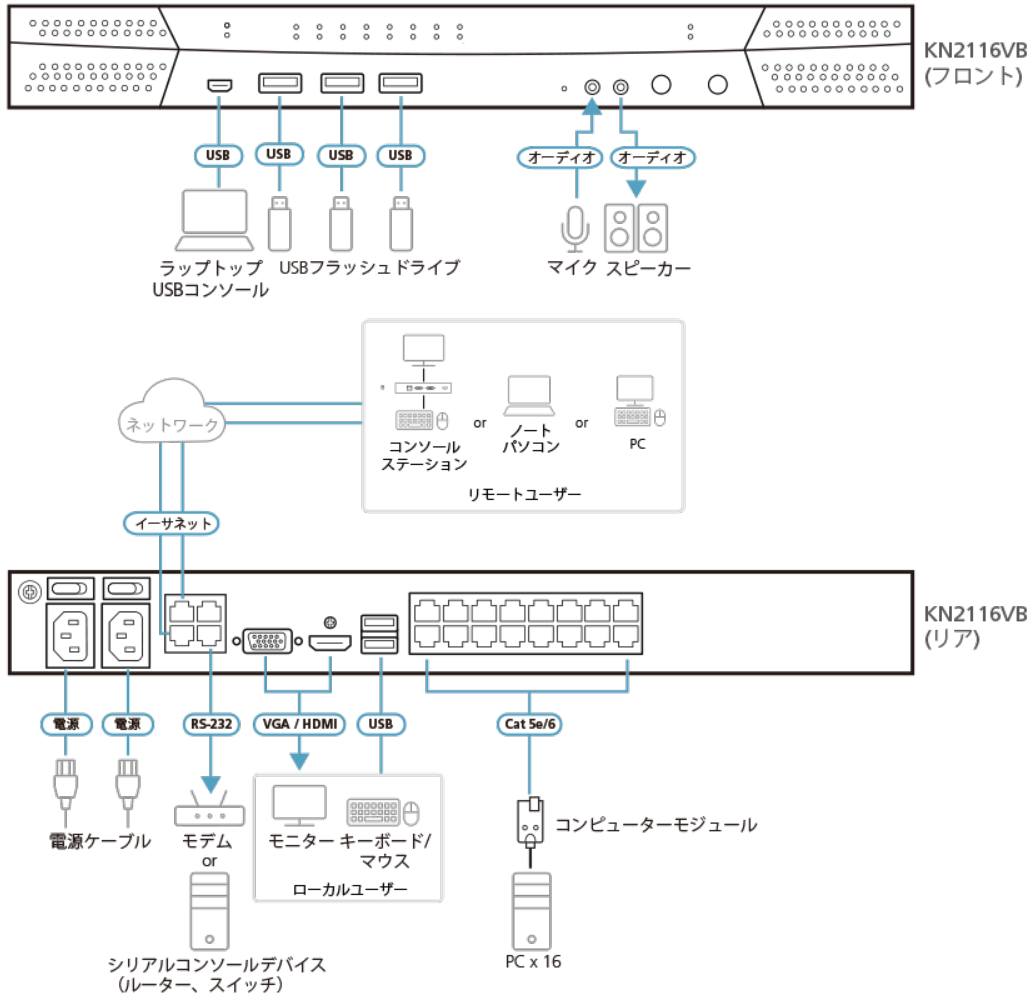 KN2116VB
(フロント)
USB
USB
USB
USB
オーディオ
オーディオ
ラップトップ
USBコンソール
USBフラッシュドライブ
マイク
スピーカー
ネットワーク
コンソール
ステーション
or
ノート
パソコン
or
PC
リモートユーザー
イーサネット
KN2116VB
(リア)
電源
電源
RS-232
VGA / HDMI
USB
Cat 5e/6
電源ケーブル
モデム
or
シリアルコンソールデバイス
(ルーター、スイッチ)
モニター
キーボード/
マウス
ローカルユーザー
コンピューターモジュール
PC x 16